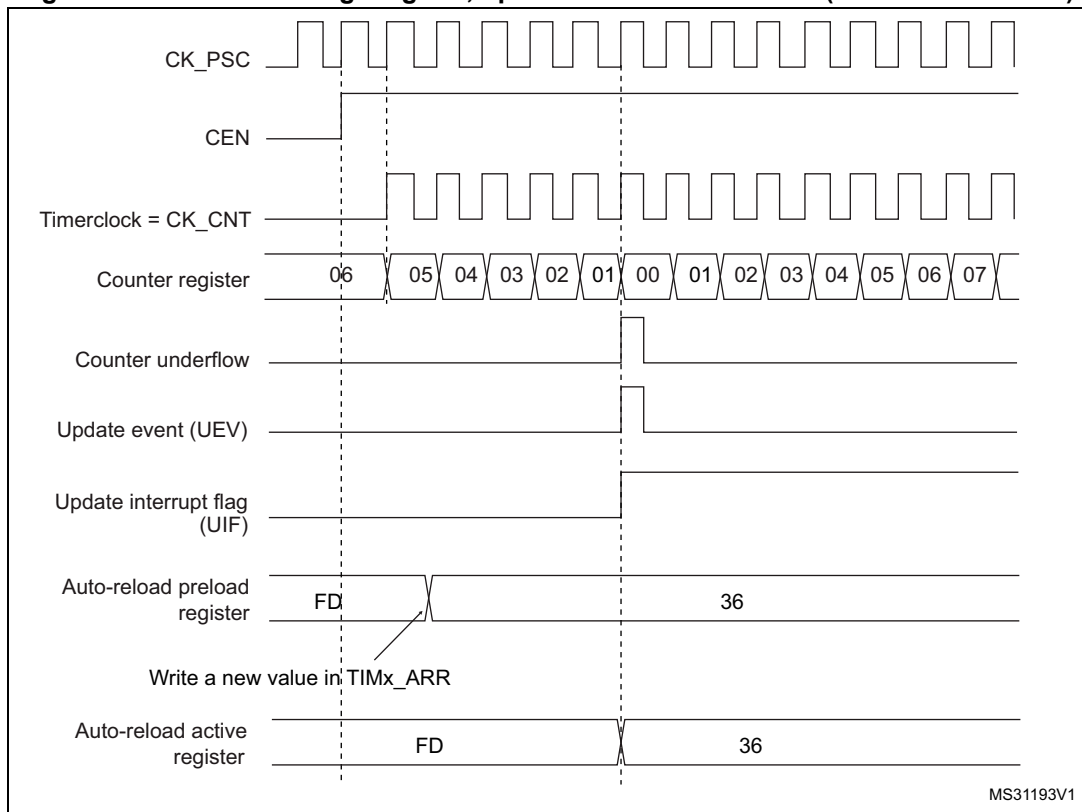 CK_PSC
CEN
Timerclock = CK_CNT
Counter register 06 05 04 03 02 01 00 01 02 03 04 05 06 07
Counter underflow
Update event (UEV)
Update interrupt flag
(UIF)
Auto-reload preload
register
FD 36
Write a new value in TIMx_ARR
Auto-reload active
register
FD 36
MS31193V1